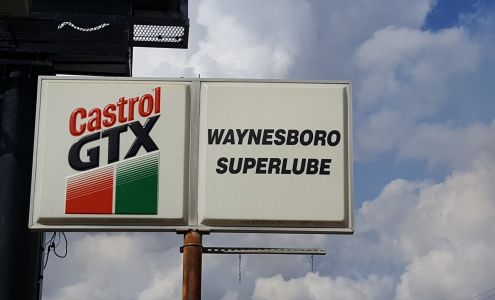 Castrol
GTX
WAYNESBORO
SUPERLUBE